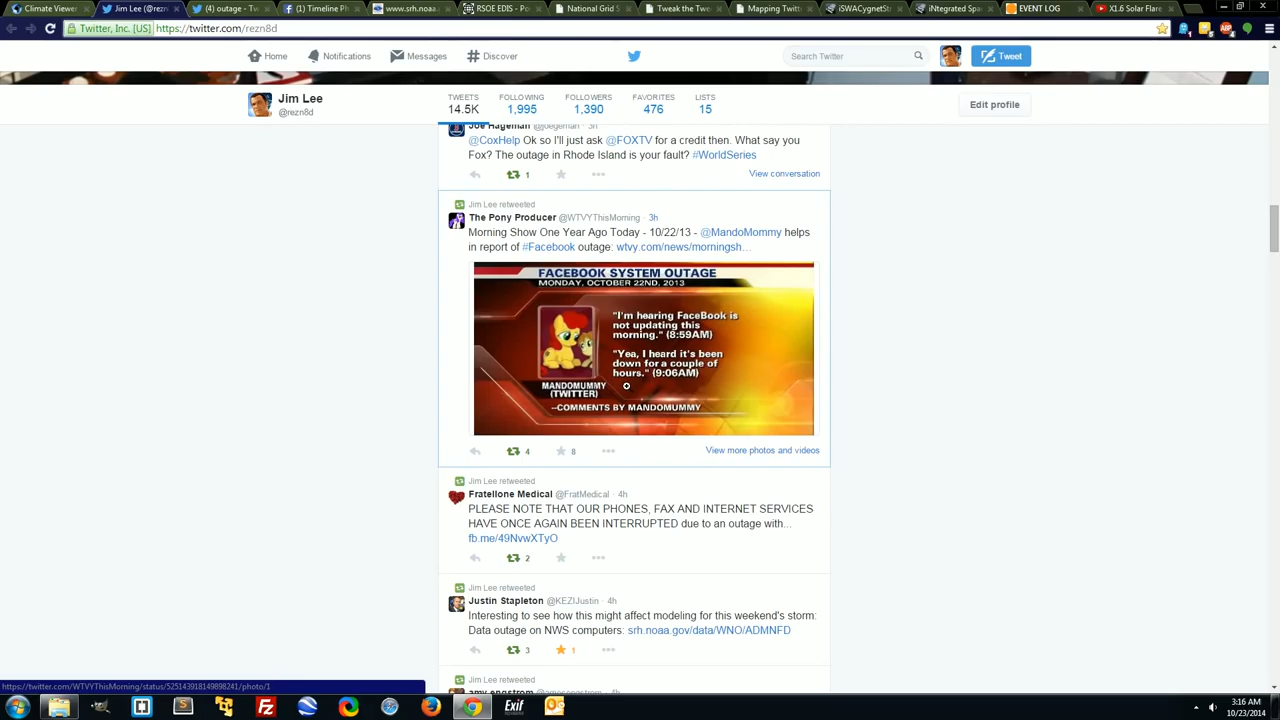 Climate Viewer
Jim Lee (@rezn
(4) outage - Tw
(1) Timeline Ph
www.srh.noaa.
RSOE EDIS - Po
National Grid S
Tweak the Twe
Mapping Twitt
iSWACygnetStr
iNtegrated Spa
EVENT LOG
X1.6 Solar Flare
Twitter, Inc. [US] https://twitter.com/rezn8d
Home
Notifications
Messages
Discover
Search Twitter
Tweet
Jim Lee
@rezn8d
TWEETS
14.5K
FOLLOWING
1,995
FOLLOWERS
1,390
FAVORITES
476
LISTS
15
Edit profile
Joe Hageman @joegeman · 3h
@CoxHelp Ok so I'll just ask @FOXTV for a credit then. What say you
Fox? The outage in Rhode Island is your fault? #WorldSeries
1
View conversation
Jim Lee retweeted
The Pony Producer @WTVYThisMorning · 3h
Morning Show One Year Ago Today - 10/22/13 - @MandoMommy helps
in report of #Facebook outage: wtvy.com/news/morningsh...
FACEBOOK SYSTEM OUTAGE
MONDAY, OCTOBER 22ND, 2013
"I'm hearing FaceBook is
not updating this
morning." (8:59AM)
"Yea, I heard it's been
down for a couple of
hours." (9:06AM)
MANDOMUMMY
(TWITTER)
--COMMENTS BY MANDOMUMMY
4
8
View more photos and videos
Jim Lee retweeted
Fratellone Medical @FratMedical · 4h
PLEASE NOTE THAT OUR PHONES, FAX AND INTERNET SERVICES
HAVE ONCE AGAIN BEEN INTERRUPTED due to an outage with...
fb.me/49NvwXTyO
2
Jim Lee retweeted
Justin Stapleton @KEZIJustin · 4h
Interesting to see how this might affect modeling for this weekend's storm:
Data outage on NWS computers: srh.noaa.gov/data/WNO/ADMNFD
3
1
Jim Lee retweeted
amy engstrom
4h
https://twitter.com/WTVYThisMorning/status/525143918149898241/photo/1
Exif
3:16 AM
10/23/2014